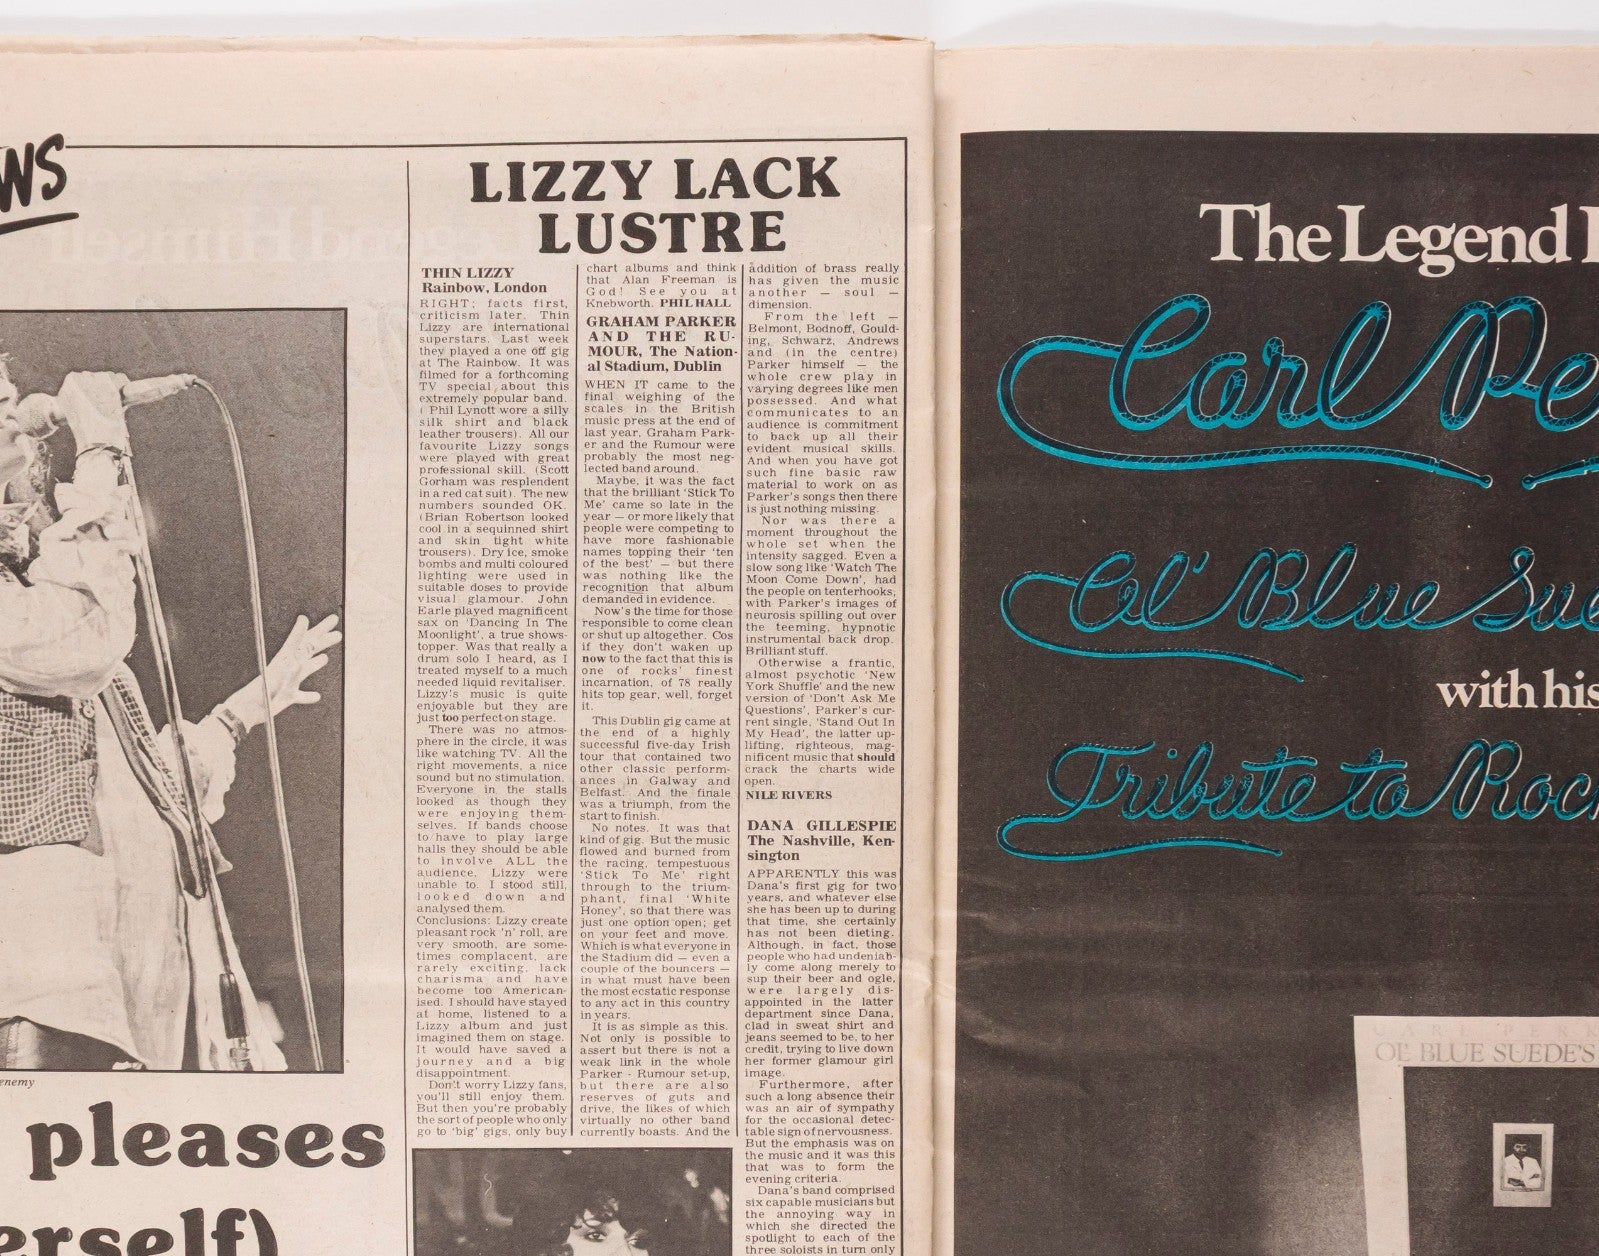 WS
enemy
pleases
erself)
LIZZY LACK
LUSTRE
THIN LIZZY
Rainbow, London
RIGHT; facts first,
criticism later. Thin
Lizzy are international
superstars. Last week
they played a one off gig
at The Rainbow. It was
filmed for a forthcoming
TV special about this
extremely popular band.
( Phil Lynott wore a silly
silk shirt and black
leather trousers). All our
favourite Lizzy songs
were played with great
professional skill. (Scott
Gorham was resplendent
in a red cat suit). The new
numbers sounded OK.
(Brian Robertson looked
cool in a sequinned shirt
and skin tight white
trousers). Dry ice, smoke
bombs and multi coloured
lighting were used in
suitable doses to provide
visual glamour. John
Earle played magnificent
sax on 'Dancing In The
Moonlight', a true shows-
topper. Was that really a
drum solo I heard, as I
treated myself to a much
needed liquid revitaliser.
Lizzy's music is quite
enjoyable but they are
just too perfect on stage.
There was no atmos-
phere in the circle, it was
like watching TV. All the
right movements, a nice
sound but no stimulation.
Everyone in the stalls
looked as though they
were enjoying them-
selves. If bands choose
to have to play large
halls they should be able
to involve ALL the
audience. Lizzy were
unable to. I stood still,
looked down and
analysed them.
Conclusions: Lizzy create
pleasant rock 'n' roll, are
very smooth, are some-
times complacent, are
rarely exciting, lack
charisma and have
become too American-
ised. I should have stayed
at home, listened to a
Lizzy album and just
imagined them on stage.
It would have saved a
journey and a big
disappointment.
Don't worry Lizzy fans,
you'll still enjoy them.
But then you're probably
the sort of people who only
go to 'big' gigs, only buy
chart albums and think
that Alan Freeman is
God! See you at
Knebworth. PHIL HALL
GRAHAM PARKER
AND THE RU-
MOUR, The Nation-
al Stadium, Dublin
WHEN IT came to the
final weighing of the
scales in the British
music press at the end of
last year, Graham Park-
er and the Rumour were
probably the most neg-
lected band around.
Maybe, it was the fact
that the brilliant 'Stick To
Me' came so late in the
year — or more likely that
people were competing to
have more fashionable
names topping their 'ten
of the best' — but there
was nothing like the
recognition that album
demanded in evidence.
Now's the time for those
responsible to come clean
or shut up altogether. Cos
if they don't waken up
now to the fact that this is
one of rocks' finest
incarnation, of 78 really
hits top gear, well, forget
it.
This Dublin gig came at
the end of a highly
successful five-day Irish
tour that contained two
other classic perform-
ances in Galway and
Belfast. And the finale
was a triumph, from the
start to finish.
No notes. It was that
kind of gig. But the music
flowed and burned from
the racing, tempestuous
'Stick To Me' right
through to the trium-
phant, final 'White
Honey', so that there was
just one option open; get
on your feet and move.
Which is what everyone in
the Stadium did — even a
couple of the bouncers —
in what must have been
the most ecstatic response
to any act in this country
in years.
It is as simple as this.
Not only is possible to
assert but there is not a
weak link in the whole
Parker - Rumour set-up,
but there are also
reserves of guts and
drive, the likes of which
virtually no other band
currently boasts. And the
addition of brass really
has given the music
another — soul —
dimension.
From the left —
Belmont, Bodnoff, Gould-
ing, Schwarz, Andrews
and (in the centre)
Parker himself — the
whole crew play in
varying degrees like men
possessed. And what
communicates to an
audience is commitment
to back up all their
evident musical skills.
And when you have got
such fine basic raw
material to work on as
Parker's songs then there
is just nothing missing.
Nor was there a
moment throughout the
whole set when the
intensity sagged. Even a
slow song like 'Watch The
Moon Come Down', had
the people on tenterhooks,
with Parker's images of
neurosis spilling out over
the teeming, hypnotic
instrumental back drop.
Brilliant stuff.
Otherwise a frantic,
almost psychotic 'New
York Shuffle' and the new
version of 'Don't Ask Me
Questions', Parker's cur-
rent single, 'Stand Out In
My Head', the latter up-
lifting, righteous, mag-
nificent music that should
crack the charts wide
open.
NILE RIVERS
DANA GILLESPIE
The Nashville, Ken-
sington
APPARENTLY this was
Dana's first gig for two
years, and whatever else
she has been up to during
that time, she certainly
has not been dieting.
Although, in fact, those
people who had undeniab-
ly come along merely to
sup their beer and ogle,
were largely dis-
appointed in the latter
department since Dana,
clad in sweat shirt and
jeans seemed to be, to her
credit, trying to live down
her former glamour girl
image.
Furthermore, after
such a long absence their
was an air of sympathy
for the occasional detec-
table sign of nervousness.
But the emphasis was on
the music and it was this
that was to form the
evening criteria.
Dana's band comprised
six capable musicians but
the annoying way in
which she directed the
spotlight to each of the
three soloists in turn only
The Legend
Carl Pe
Ol' Blue Sue
with his
Tribute to Rock
CARL PERK
OL' BLUE SUEDE'S